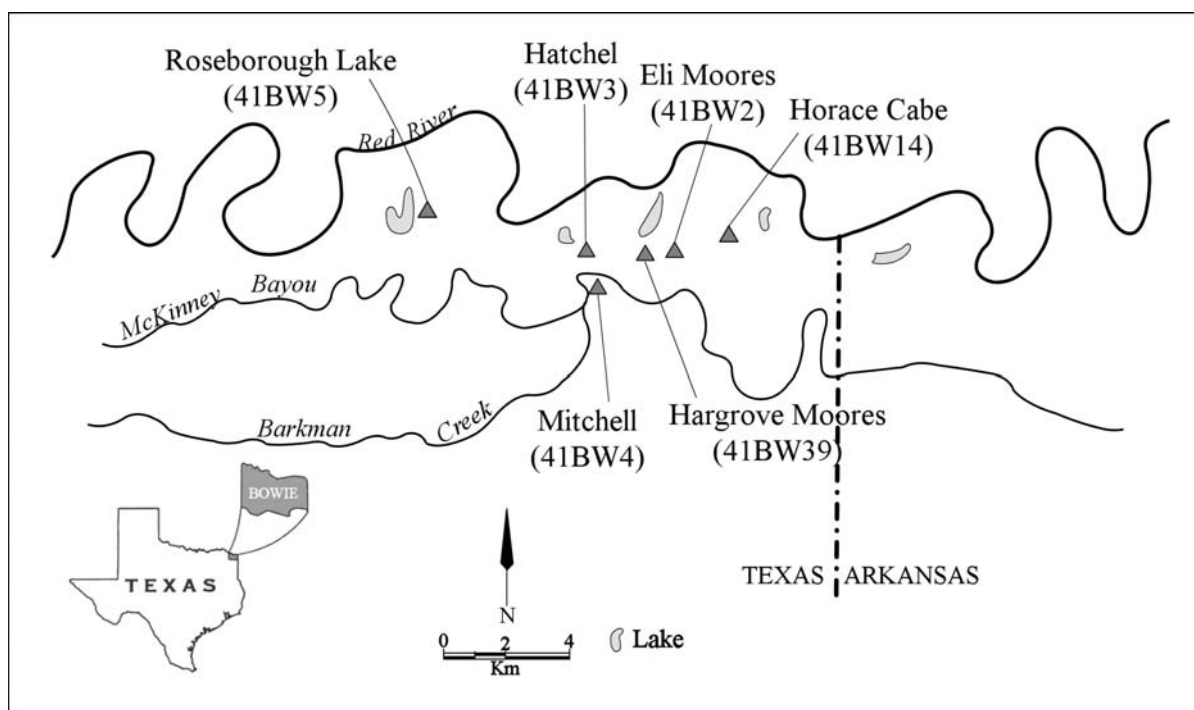 Roseborough Lake
(41BW5)
Hatchel
(41BW3)
Eli Moores
(41BW2)
Horace Cabe
(41BW14)
Red River
McKinney Bayou
Barkman Creek
Mitchell
(41BW4)
Hargrove Moores
(41BW39)
BOWIE
TEXAS
TEXAS ARKANSAS
N
0 2 4
Km
Lake